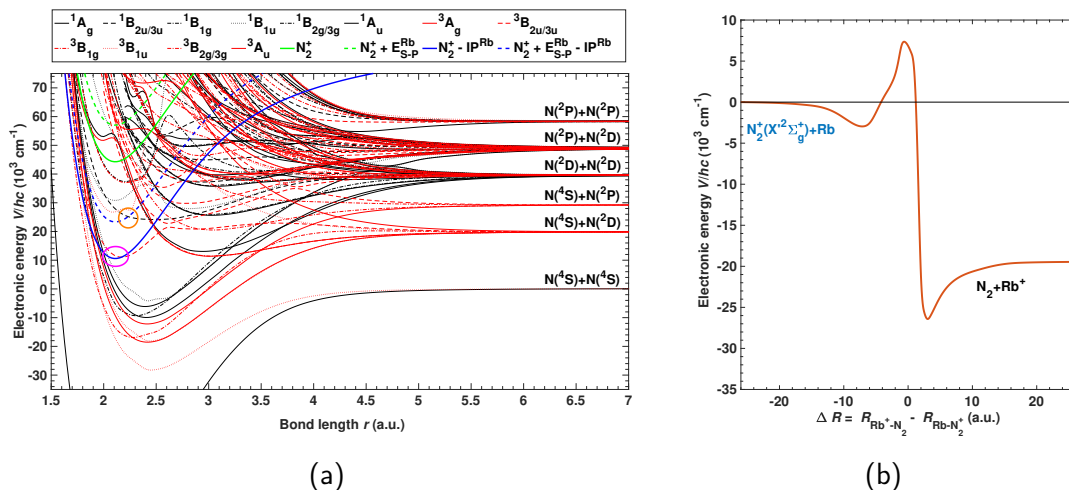 ¹A_g ¹B_2u/3u ¹B_1g ¹B_1u ¹B_2g/3g ¹A_u ³A_g ³B_2u/3u
³B_1g ³B_1u ³B_2g/3g ³A_u N₂⁺ N₂⁺ + E^Rb_S-P N₂⁺ - IP^Rb N₂⁺ + E^Rb_S-P - IP^Rb
Electronic energy V/hc (10³ cm⁻¹)
70
60
50
40
30
20
10
0
-10
-20
-30
N(²P)+N(²P)
N(²P)+N(²D)
N(²D)+N(²D)
N(⁴S)+N(²P)
N(⁴S)+N(²D)
N(⁴S)+N(⁴S)
1.5 2 2.5 3 3.5 4 4.5 5 5.5 6 6.5 7
Bond length r (a.u.)
(a)
Electronic energy V/hc (10³ cm⁻¹)
10
5
0
-5
-10
-15
-20
-25
-30
-35
N₂⁺(X'²Σ_g⁺)+Rb
N₂+Rb⁺
-20 -10 0 10 20
Δ R = R_Rb⁺-N₂ - R_Rb-N₂⁺ (a.u.)
(b)